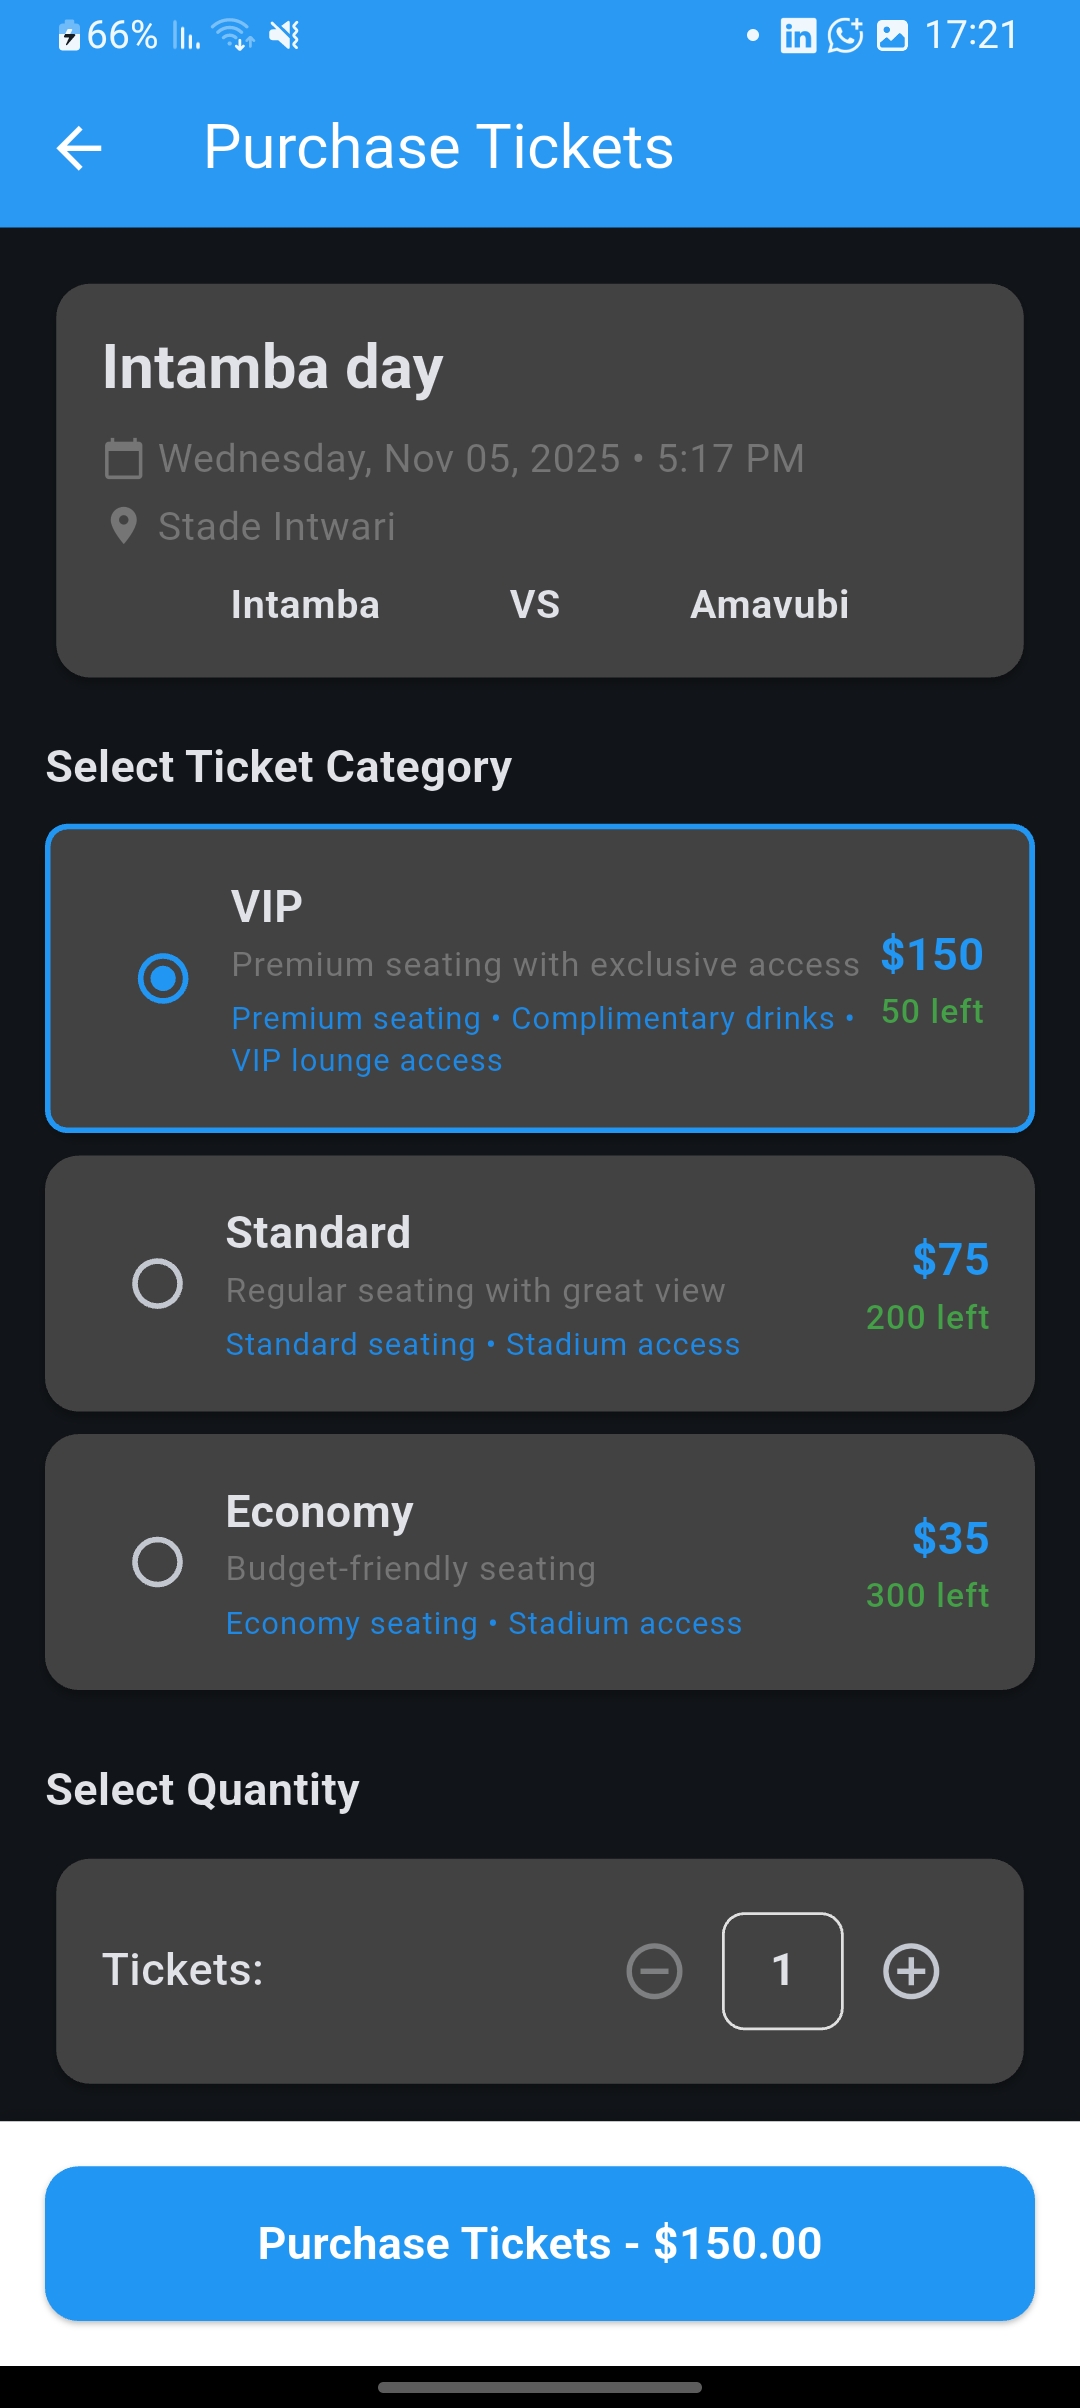 66%
17:21
Purchase Tickets
Intamba day
Wednesday, Nov 05, 2025 • 5:17 PM
Stade Intwari
Intamba VS Amavubi
Select Ticket Category
VIP
Premium seating with exclusive access
Premium seating • Complimentary drinks •
VIP lounge access
$150
50 left
Standard
Regular seating with great view
Standard seating • Stadium access
$75
200 left
Economy
Budget-friendly seating
Economy seating • Stadium access
$35
300 left
Select Quantity
Tickets: 1
Purchase Tickets - $150.00